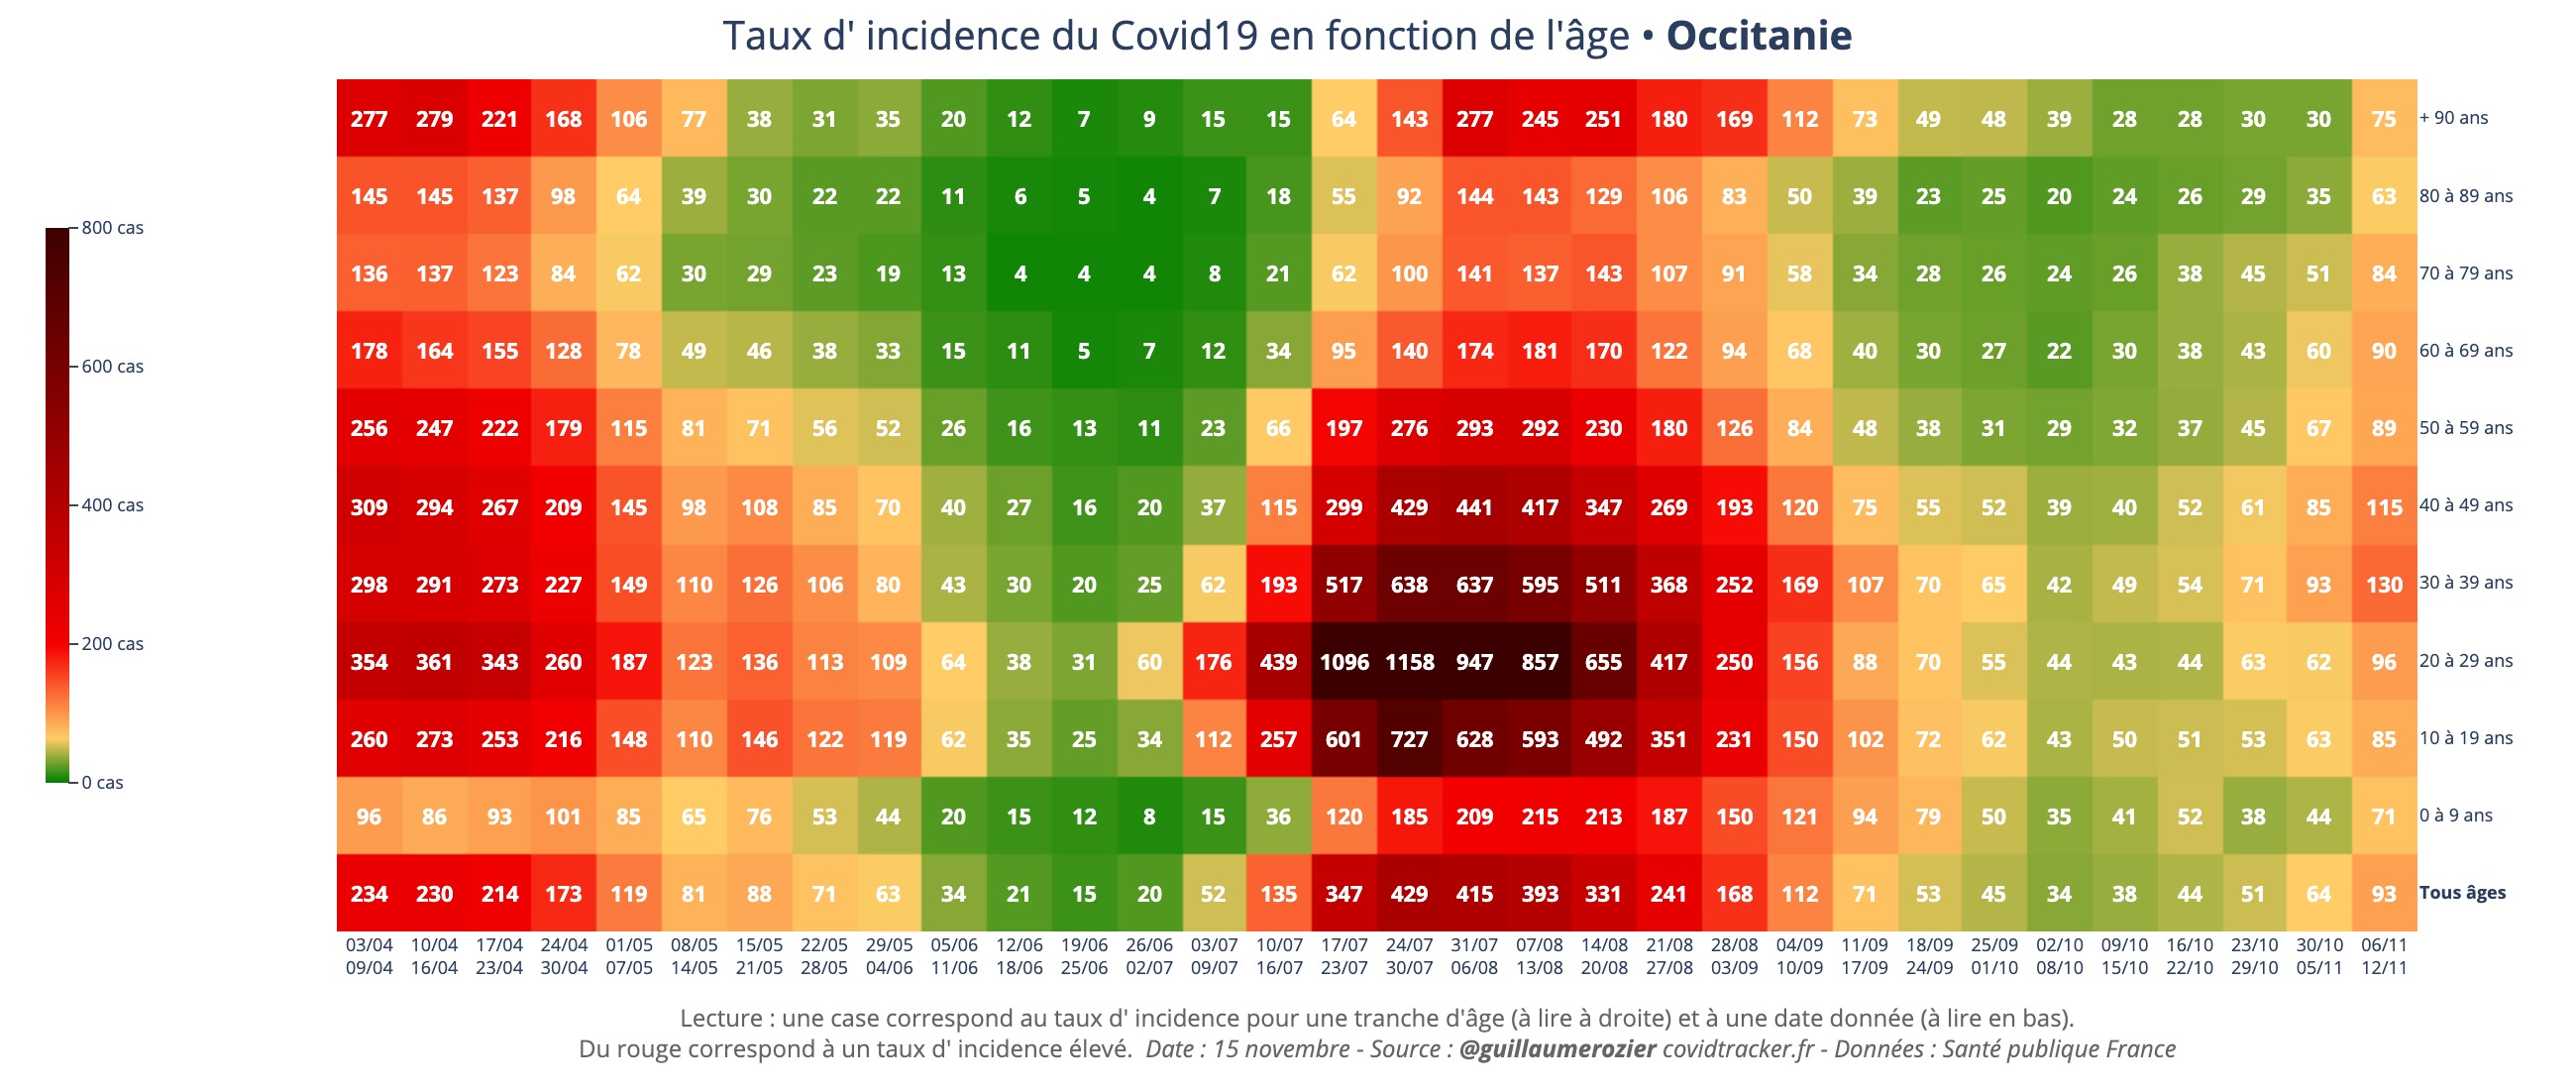 Taux d' incidence du Covid19 en fonction de l'âge • Occitanie
277 279 221 168 106 77 38 31 35 20 12 7 9 15 15 64 143 277 245 251 180 169 112 73 49 48 39 28 28 30 30 75 + 90 ans
145 145 137 98 64 39 30 22 22 11 6 5 4 7 18 55 92 144 143 129 106 83 50 39 23 25 20 24 26 29 35 63 80 à 89 ans
800 cas
136 137 123 84 62 30 29 23 19 13 4 4 4 8 21 62 100 141 137 143 107 91 58 34 28 26 24 26 38 45 51 84 70 à 79 ans
178 164 155 128 78 49 46 38 33 15 11 5 7 12 34 95 140 174 181 170 122 94 68 40 30 27 22 30 38 43 60 90 60 à 69 ans
600 cas
256 247 222 179 115 81 71 56 52 26 16 13 11 23 66 197 276 293 292 230 180 126 84 48 38 31 29 32 37 45 67 89 50 à 59 ans
400 cas
309 294 267 209 145 98 108 85 70 40 27 16 20 37 115 299 429 441 417 347 269 193 120 75 55 52 39 40 52 61 85 115 40 à 49 ans
298 291 273 227 149 110 126 106 80 43 30 20 25 62 193 517 638 637 595 511 368 252 169 107 70 65 42 49 54 71 93 130 30 à 39 ans
200 cas
354 361 343 260 187 123 136 113 109 64 38 31 60 176 439 1096 1158 947 857 655 417 250 156 88 70 55 44 43 44 63 62 96 20 à 29 ans
260 273 253 216 148 110 146 122 119 62 35 25 34 112 257 601 727 628 593 492 351 231 150 102 72 62 43 50 51 53 63 85 10 à 19 ans
0 cas
96 86 93 101 85 65 76 53 44 20 15 12 8 15 36 120 185 209 215 213 187 150 121 94 79 50 35 41 52 38 44 71 0 à 9 ans
234 230 214 173 119 81 88 71 63 34 21 15 20 52 135 347 429 415 393 331 241 168 112 71 53 45 34 38 44 51 64 93 Tous âges
03/04 10/04 17/04 24/04 01/05 08/05 15/05 22/05 29/05 05/06 12/06 19/06 26/06 03/07 10/07 17/07 24/07 31/07 07/08 14/08 21/08 28/08 04/09 11/09 18/09 25/09 02/10 09/10 16/10 23/10 30/10 06/11
09/04 16/04 23/04 30/04 07/05 14/05 21/05 28/05 04/06 11/06 18/06 25/06 02/07 09/07 16/07 23/07 30/07 06/08 13/08 20/08 27/08 03/09 10/09 17/09 24/09 01/10 08/10 15/10 22/10 29/10 05/11 12/11
Lecture : une case correspond au taux d' incidence pour une tranche d'âge (à lire à droite) et à une date donnée (à lire en bas).
Du rouge correspond à un taux d' incidence élevé. Date : 15 novembre - Source : @guillaumerozier covidtracker.fr - Données : Santé publique France